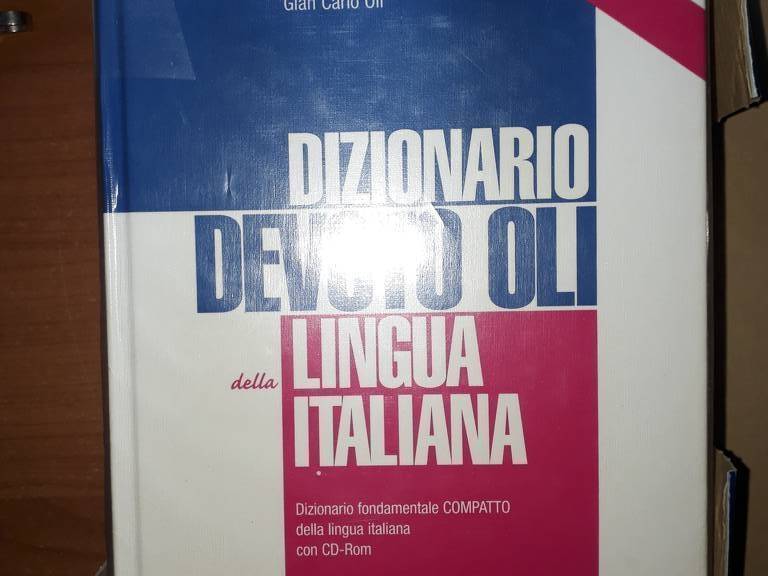 Gian Carlo Oli
DIZIONARIO
DEVOTO OLI
della LINGUA
ITALIANA
Dizionario fondamentale COMPATTO
della lingua italiana
con CD-Rom